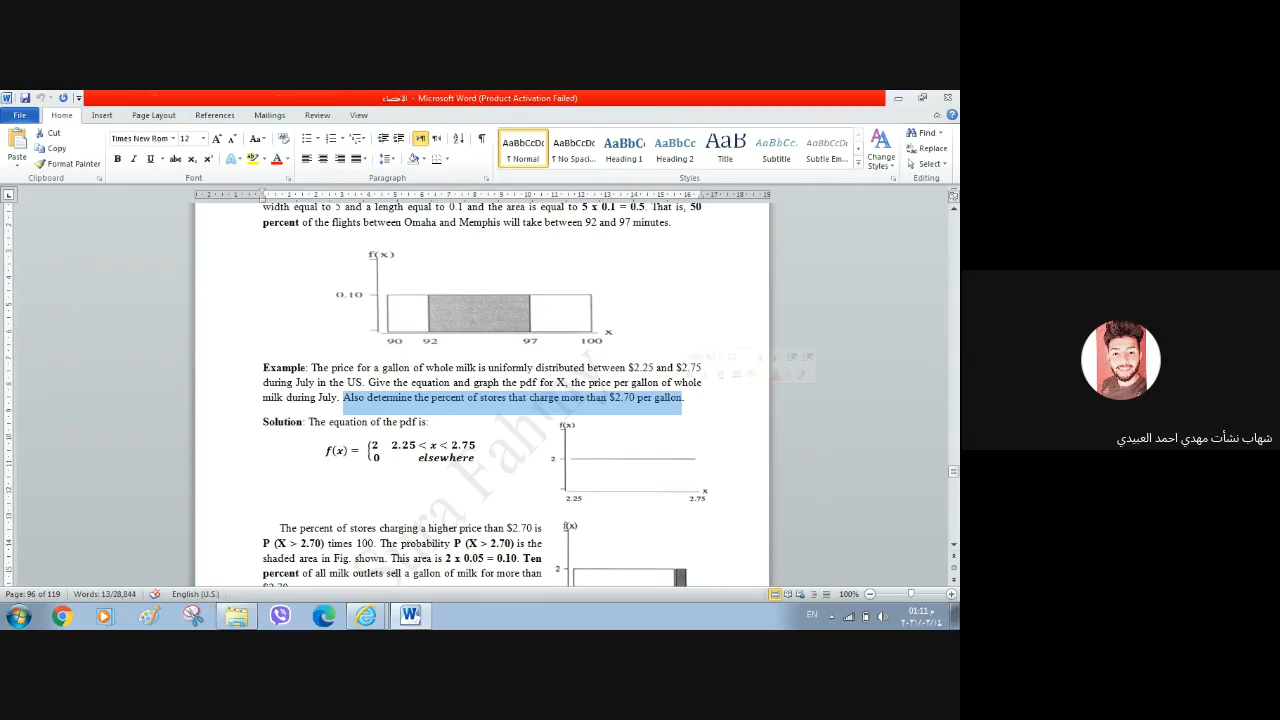 الاحصاء - Microsoft Word (Product Activation Failed)
File Home Insert Page Layout References Mailings Review View
Paste Cut Copy Format Painter Clipboard
Times New Rom 12 Font
Paragraph
AaBbCcDc ¶ Normal AaBbCcDc ¶ No Spaci... AaBbC( Heading 1 AaBbCc Heading 2 AaB Title AaBbCc. Subtitle AaBbCcDc Subtle Em... Change Styles Styles
Find Replace Select Editing
width equal to 5 and a length equal to 0.1 and the area is equal to 5 x 0.1 = 0.5. That is, 50
percent of the flights between Omaha and Memphis will take between 92 and 97 minutes.
f(x)
0.10
x
90 92 97 100
Example: The price for a gallon of whole milk is uniformly distributed between $2.25 and $2.75
during July in the US. Give the equation and graph the pdf for X, the price per gallon of whole
milk during July. Also determine the percent of stores that charge more than $2.70 per gallon.
Solution: The equation of the pdf is:
f(x) = {2 2.25 < x < 2.75
{0 elsewhere
f(x)
2
x
2.25 2.75
The percent of stores charging a higher price than $2.70 is
P (X > 2.70) times 100. The probability P (X > 2.70) is the
shaded area in Fig. shown. This area is 2 x 0.05 = 0.10. Ten
percent of all milk outlets sell a gallon of milk for more than
$2.70
f(x)
2
شهاب نشأت مهدي احمد العبيدي
Page: 96 of 119 Words: 13/28,844 English (U.S.) 100%
EN 01:11 م
٢٠٢١/٠٣/١٤